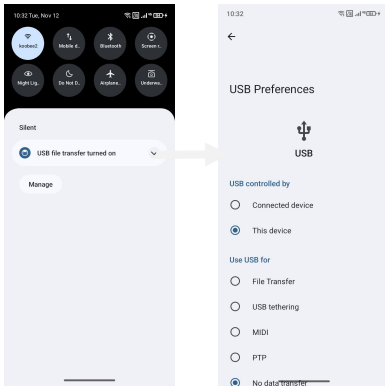 10:32 Tue, Nov 12
koobee2
Mobile d..
Bluetooth
Screen r..
Night Lig..
Do Not D..
Airplane..
Underwa..
Silent
USB file transfer turned on
Manage
10:32
USB Preferences
USB
USB controlled by
Connected device
This device
Use USB for
File Transfer
USB tethering
MIDI
PTP
No data transfer